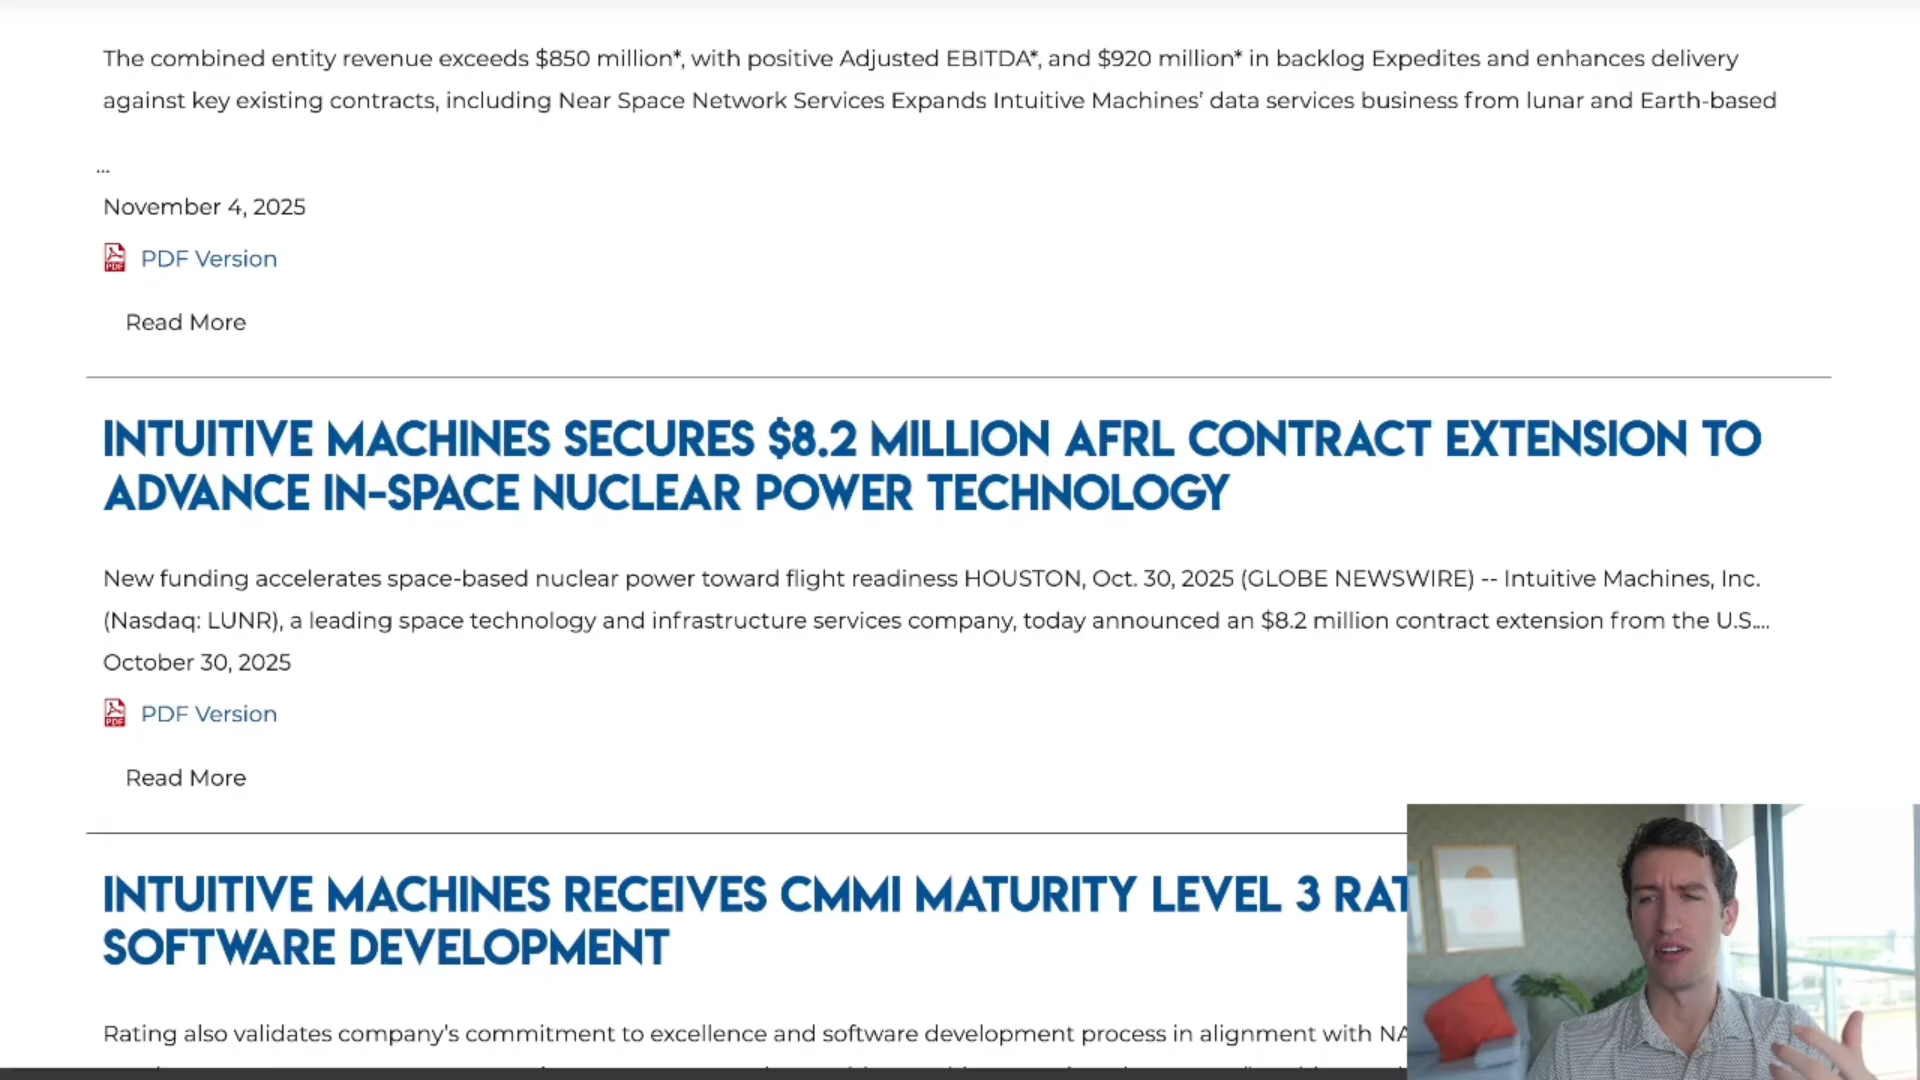 The combined entity revenue exceeds $850 million*, with positive Adjusted EBITDA*, and $920 million* in backlog Expedites and enhances delivery
against key existing contracts, including Near Space Network Services Expands Intuitive Machines’ data services business from lunar and Earth-based
...
November 4, 2025
PDF Version
Read More
INTUITIVE MACHINES SECURES $8.2 MILLION AFRL CONTRACT EXTENSION TO
ADVANCE IN-SPACE NUCLEAR POWER TECHNOLOGY
New funding accelerates space-based nuclear power toward flight readiness HOUSTON, Oct. 30, 2025 (GLOBE NEWSWIRE) -- Intuitive Machines, Inc.
(Nasdaq: LUNR), a leading space technology and infrastructure services company, today announced an $8.2 million contract extension from the U.S....
October 30, 2025
PDF Version
Read More
INTUITIVE MACHINES RECEIVES CMMI MATURITY LEVEL 3
SOFTWARE DEVELOPMENT
Rating also validates company’s commitment to excellence and software development process in alignment with